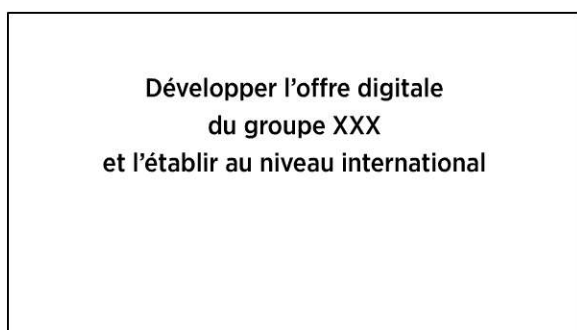 Développer l’offre digitale
du groupe XXX
et l’établir au niveau international